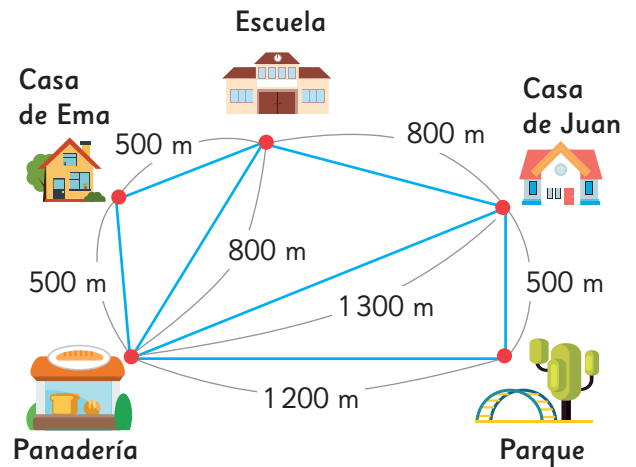 Escuela
Casa
de Ema
Casa
de Juan
500 m
800 m
800 m
500 m
500 m
1 300 m
1 200 m
Panadería
Parque